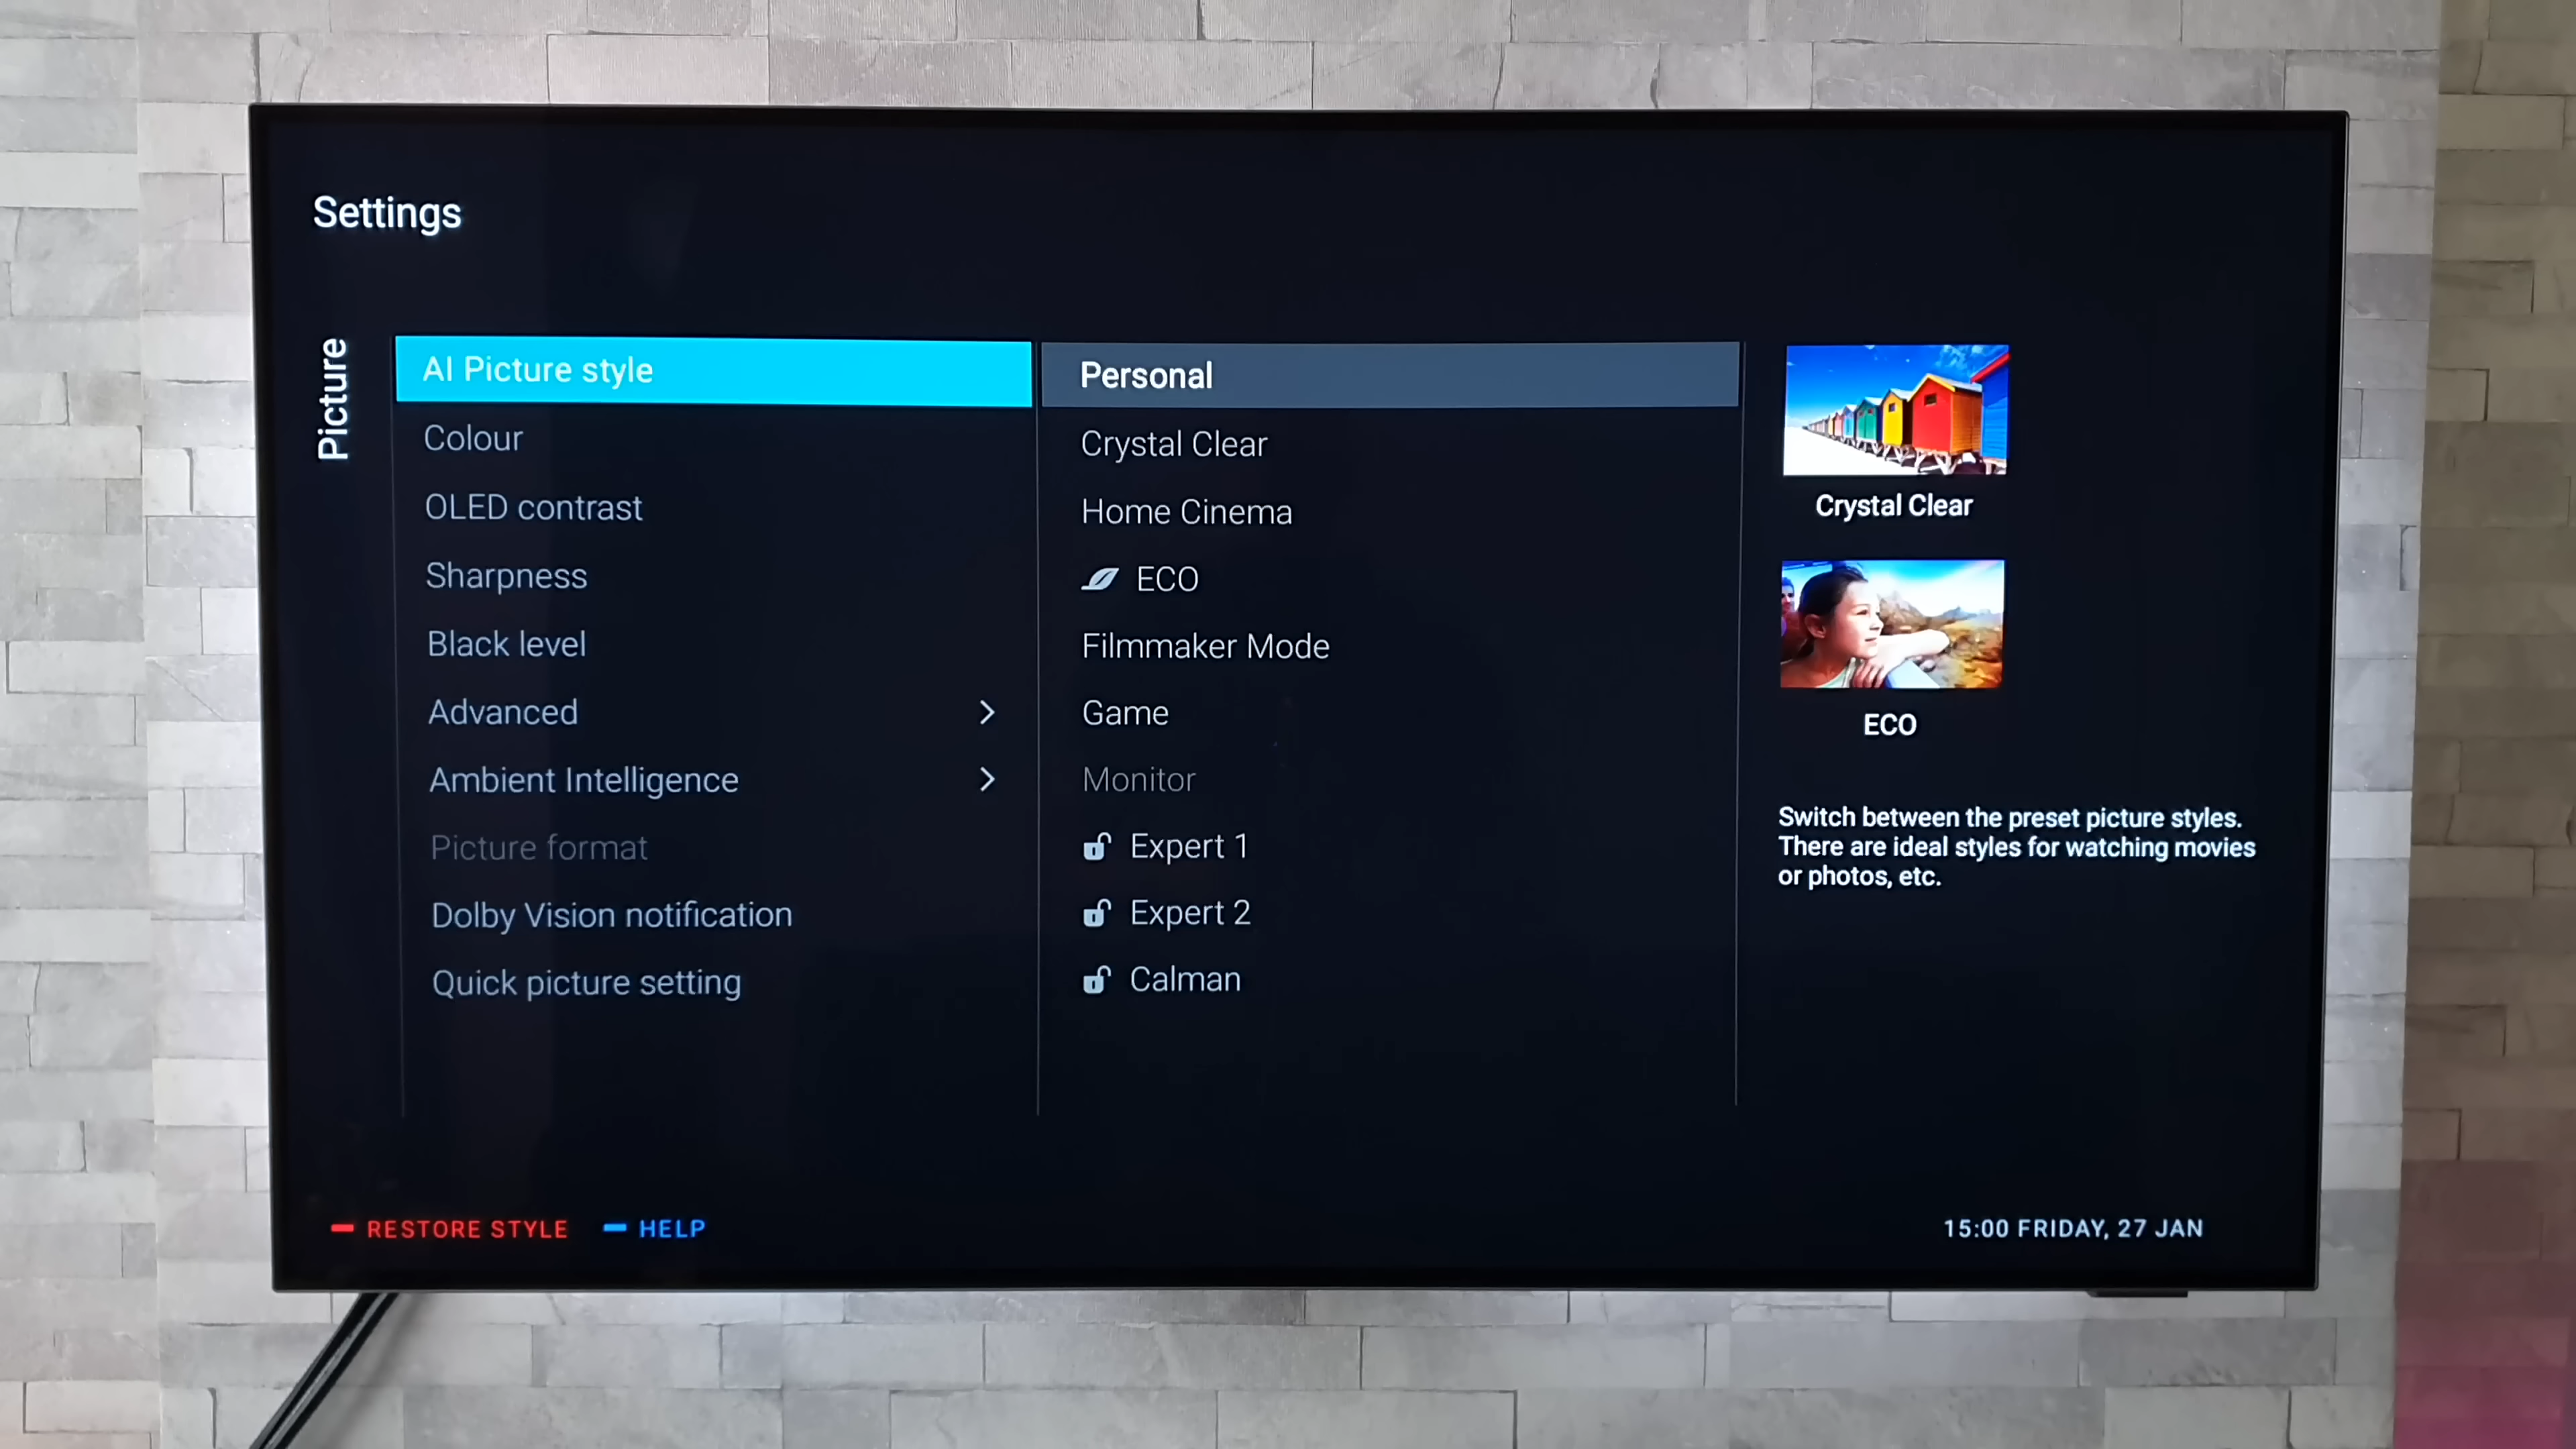 Settings
Picture
AI Picture style
Colour
OLED contrast
Sharpness
Black level
Advanced
Ambient Intelligence
Picture format
Dolby Vision notification
Quick picture setting
Personal
Crystal Clear
Home Cinema
ECO
Filmmaker Mode
Game
Monitor
Expert 1
Expert 2
Calman
Crystal Clear
ECO
Switch between the preset picture styles.
There are ideal styles for watching movies
or photos, etc.
RESTORE STYLE
HELP
15:00 FRIDAY, 27 JAN